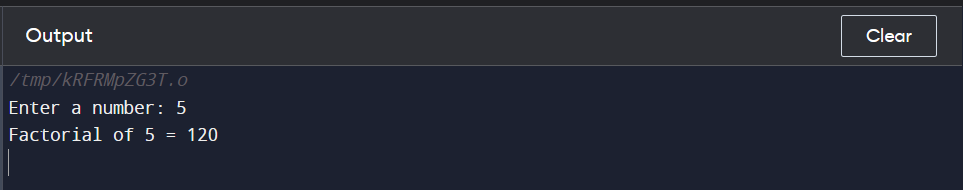 Output
Clear
/tmp/kRFRMpZG3T.o
Enter a number: 5
Factorial of 5 = 120